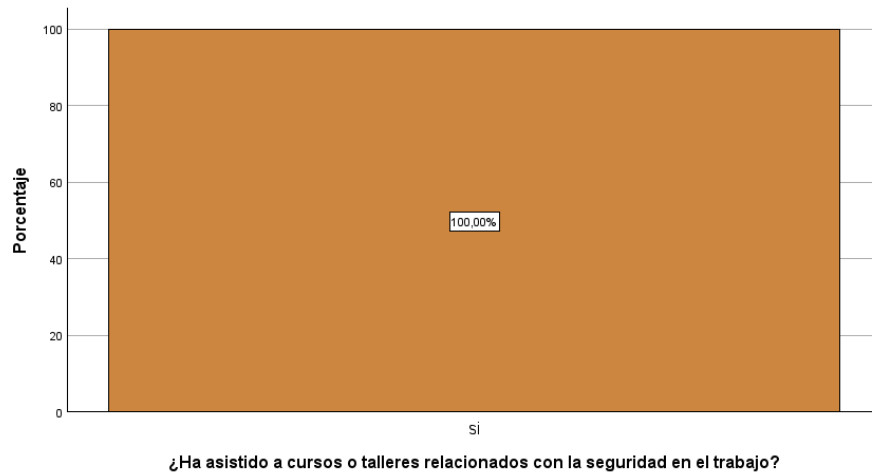 100
80
60
40
20
0
Porcentaje
100,00%
si
¿Ha asistido a cursos o talleres relacionados con la seguridad en el trabajo?